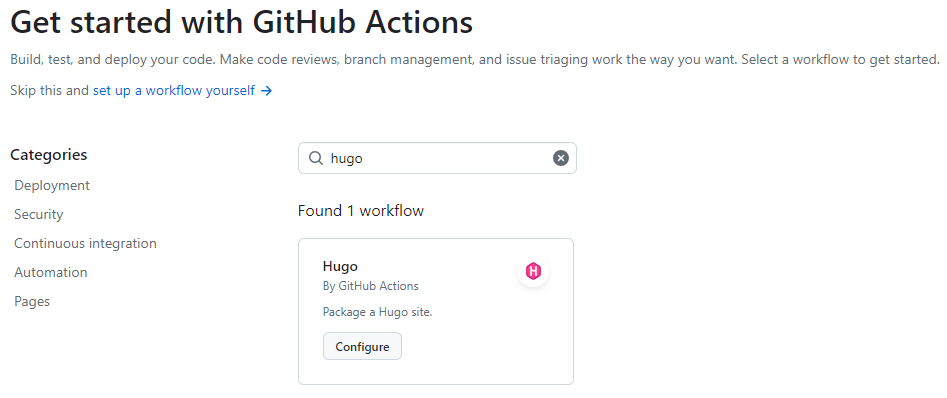 Get started with GitHub Actions
Build, test, and deploy your code. Make code reviews, branch management, and issue triaging work the way you want. Select a workflow to get started.
Skip this and set up a workflow yourself →
Categories
Deployment
Security
Continuous integration
Automation
Pages
hugo
Found 1 workflow
Hugo
By GitHub Actions
Package a Hugo site.
Configure